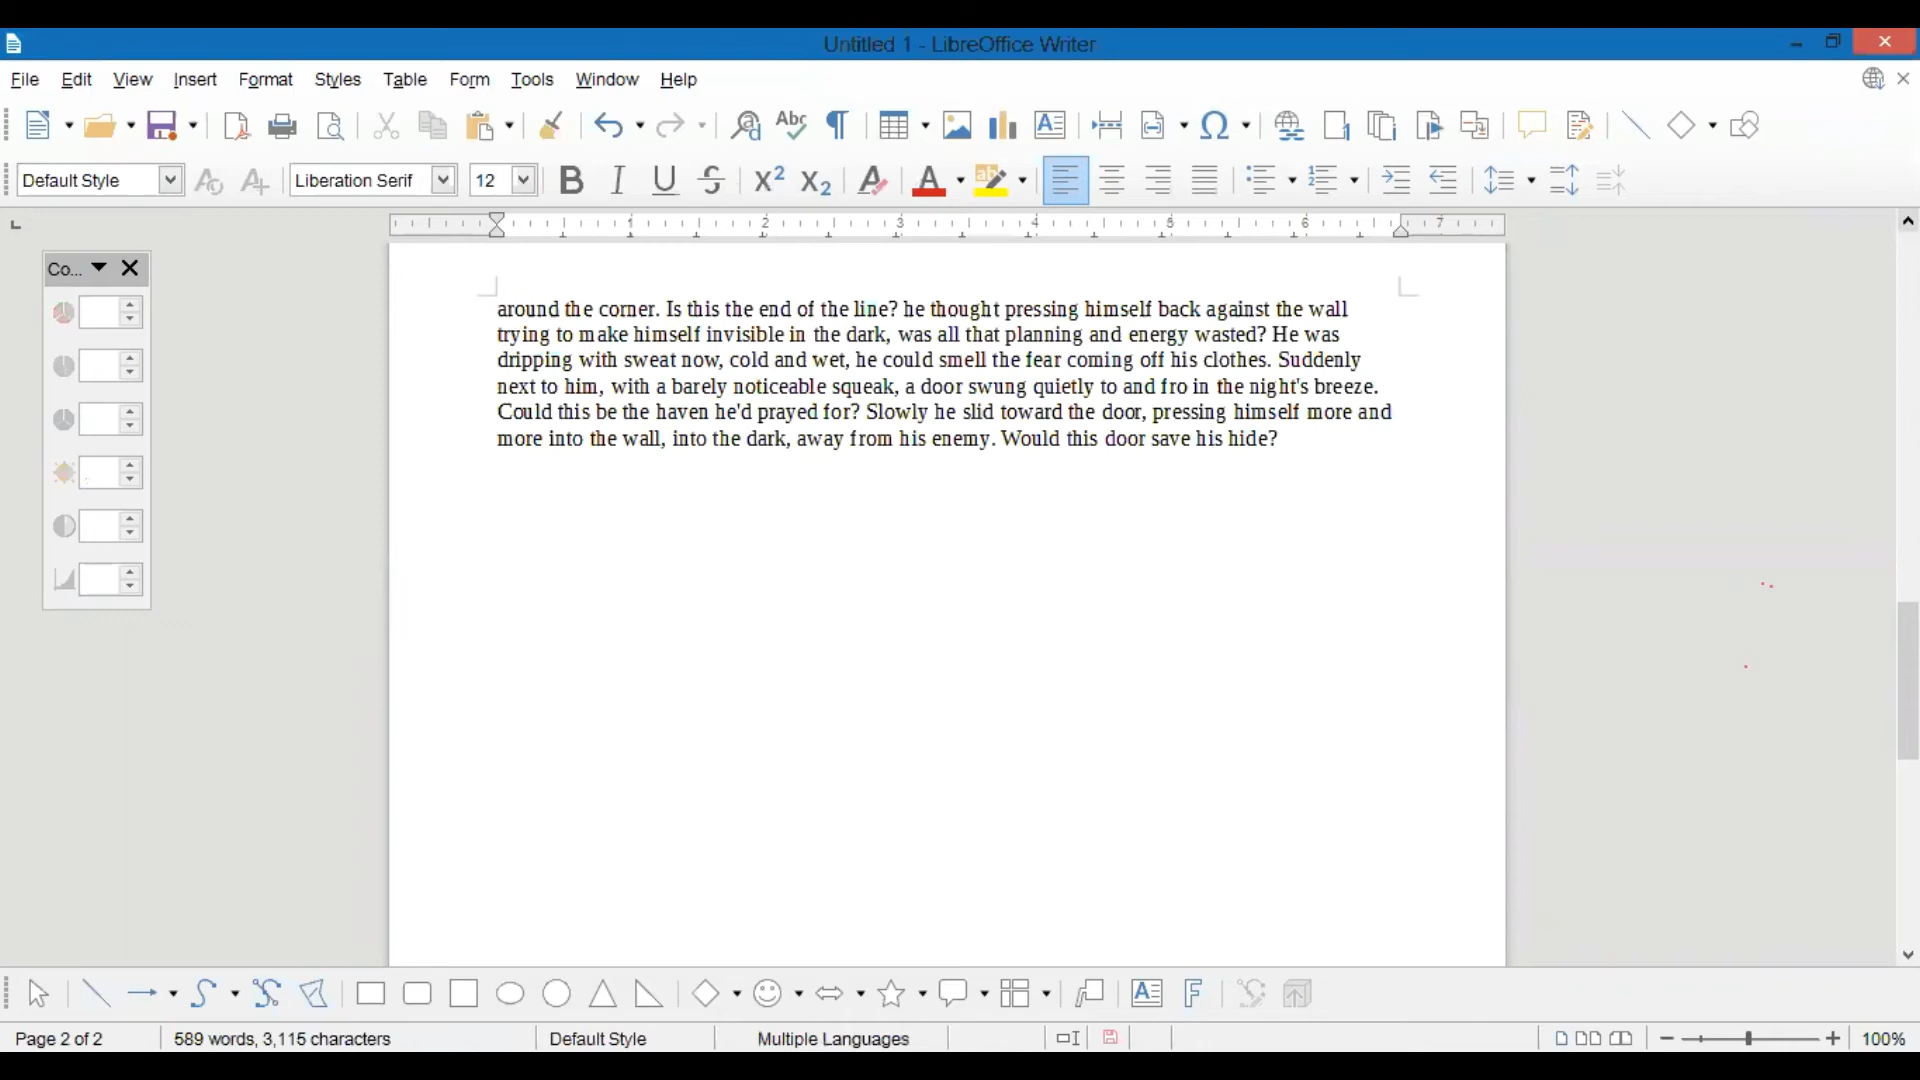 Untitled 1 - LibreOffice Writer
File Edit View Insert Format Styles Table Form Tools Window Help
Default Style Liberation Serif 12
1 2 3 4 5 6 7
Co...
around the corner. Is this the end of the line? he thought pressing himself back against the wall
trying to make himself invisible in the dark, was all that planning and energy wasted? He was
dripping with sweat now, cold and wet, he could smell the fear coming off his clothes. Suddenly
next to him, with a barely noticeable squeak, a door swung quietly to and fro in the night's breeze.
Could this be the haven he'd prayed for? Slowly he slid toward the door, pressing himself more and
more into the wall, into the dark, away from his enemy. Would this door save his hide?
Page 2 of 2 589 words, 3,115 characters Default Style Multiple Languages 100%